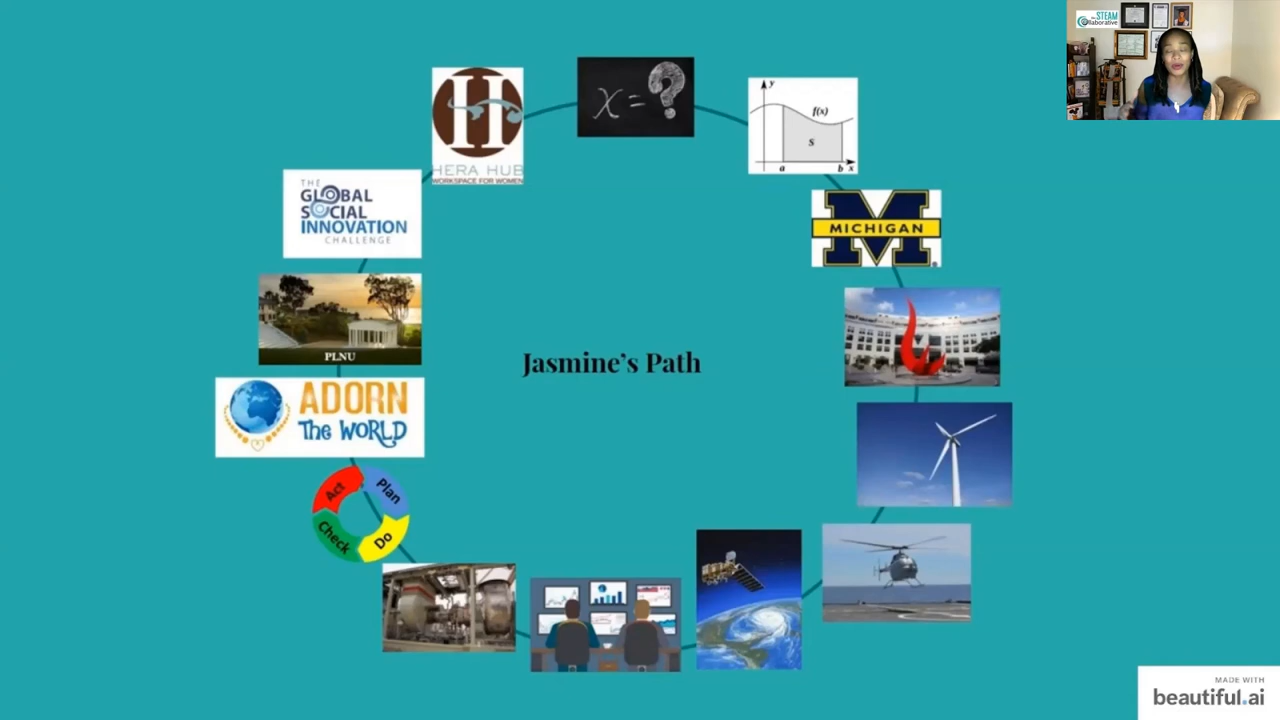 STEAM
Collaborative
H
HERA HUB
WORKSPACE FOR WOMEN
x = ?
y
f(x)
S
a
b
x
THE
GLOBAL
SOCIAL
INNOVATION
CHALLENGE
M
MICHIGAN
PLNU
Jasmine's Path
ADORN
THE WORLD
Act
Plan
Check
Do
MADE WITH
beautiful.ai